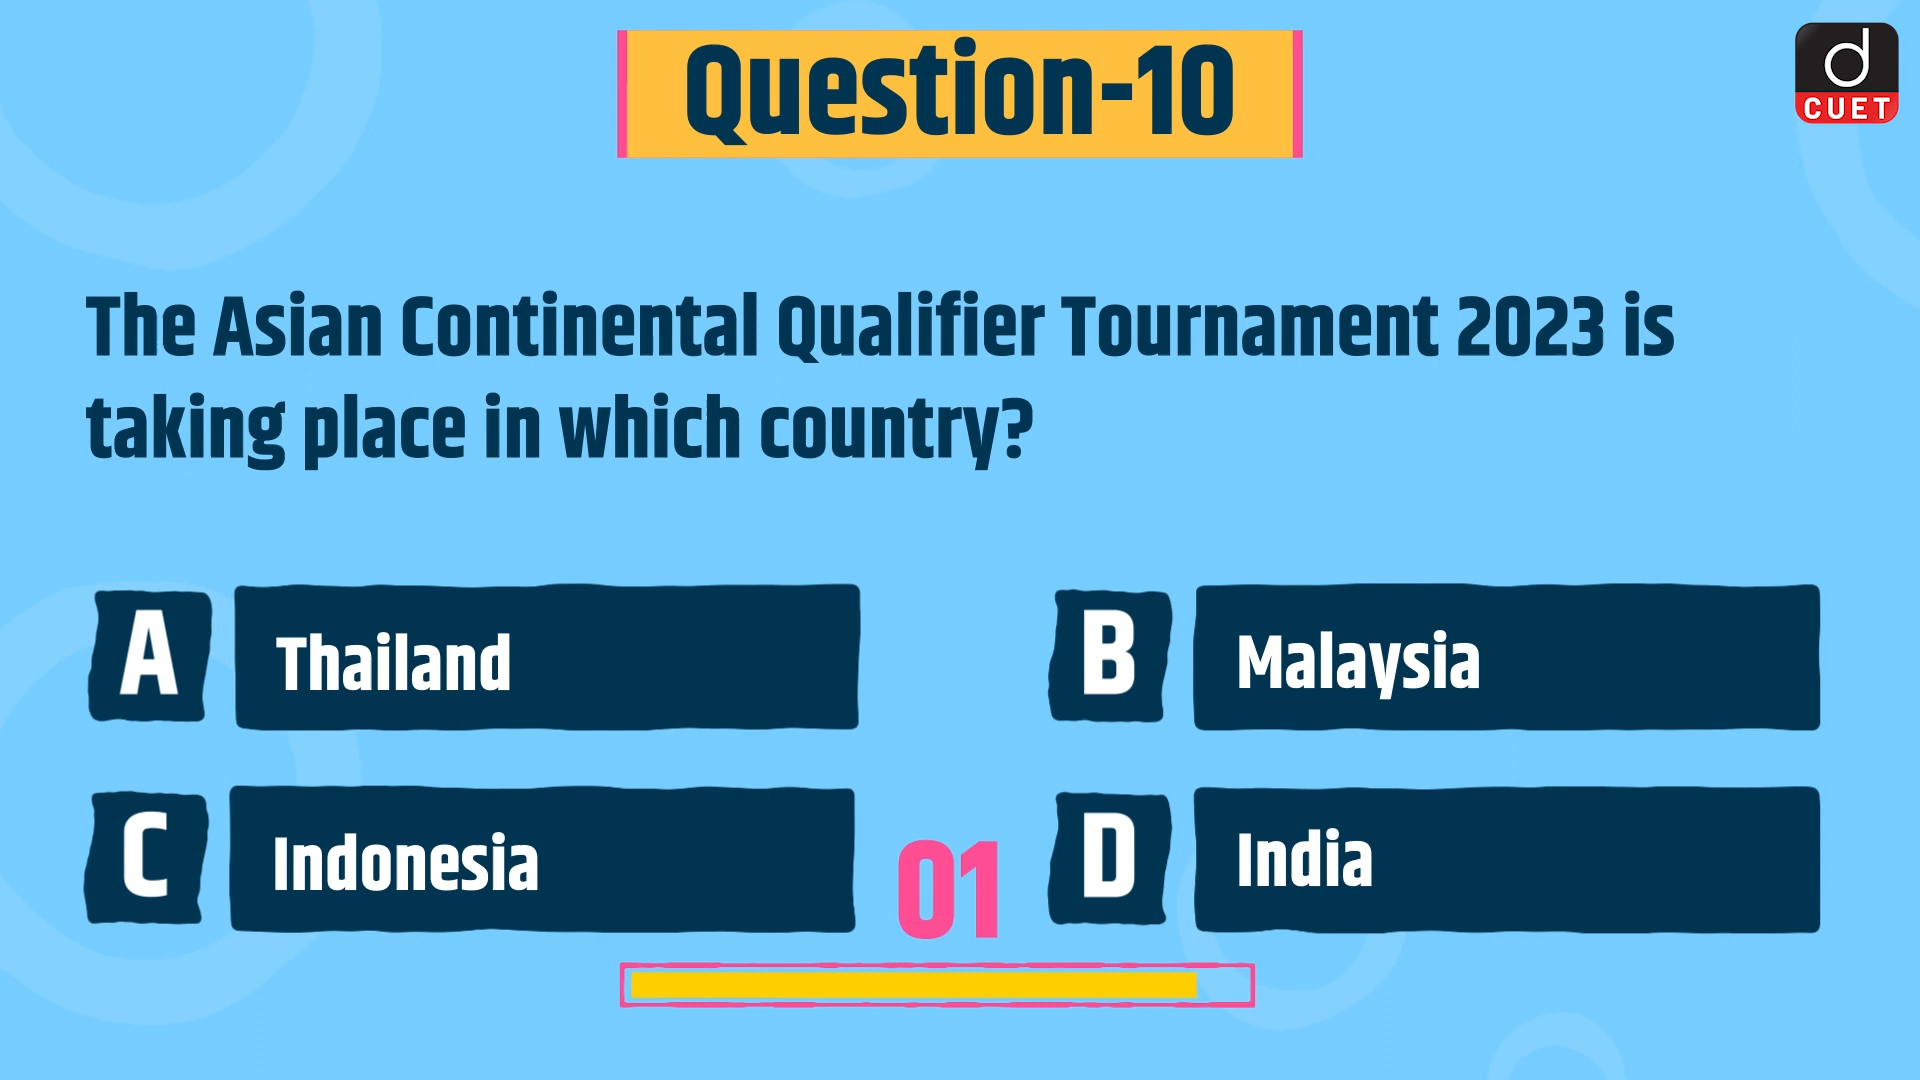 Question-10
d
CUET
The Asian Continental Qualifier Tournament 2023 is
taking place in which country?
A Thailand
B Malaysia
C Indonesia
D India
01